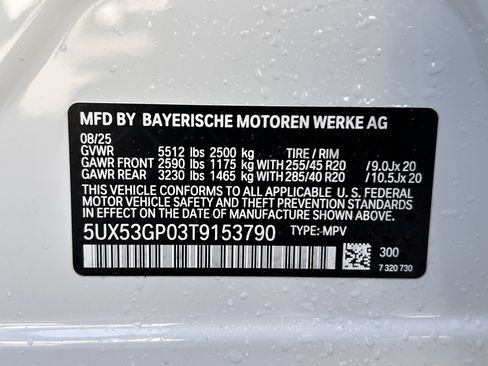 MFD BY BAYERISCHE MOTOREN WERKE AG
08/25
GVWR 5512 lbs 2500 kg TIRE / RIM
GAWR FRONT 2590 lbs 1175 kg WITH 255/45 R20 /9.0Jx 20
GAWR REAR 3230 lbs 1465 kg WITH 285/40 R20 /10.5Jx 20
THIS VEHICLE CONFORMS TO ALL APPLICABLE U. S. FEDERAL
MOTOR VEHICLE SAFETY AND THEFT PREVENTION STANDARDS
IN EFFECT ON THE DATE OF MANUFACTURE SHOWN ABOVE.
5UX53GP03T9153790 TYPE: MPV
300
7 320 730